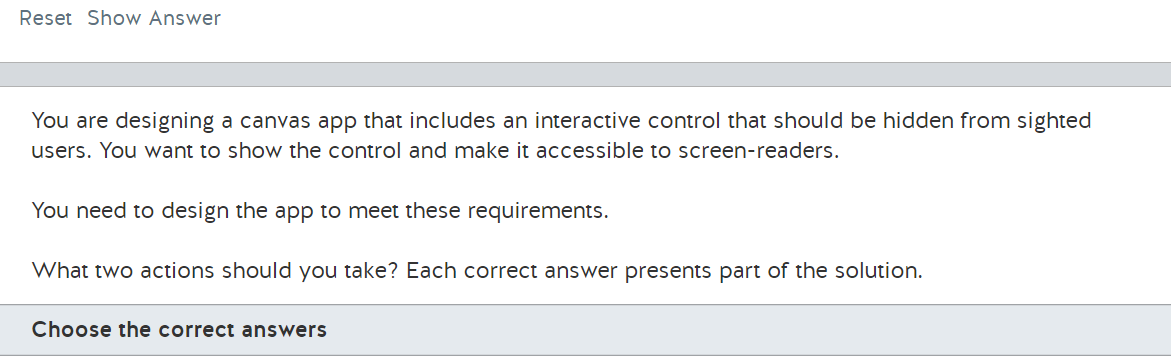 Reset Show Answer
You are designing a canvas app that includes an interactive control that should be hidden from sighted
users. You want to show the control and make it accessible to screen-readers.
You need to design the app to meet these requirements.
What two actions should you take? Each correct answer presents part of the solution.
Choose the correct answers